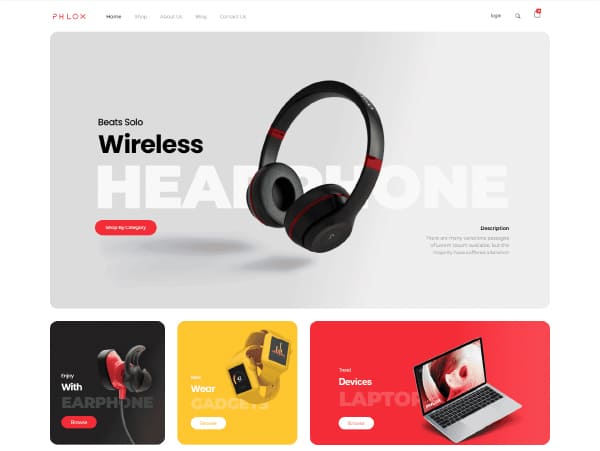 PHLOX
Home Shop About Us Blog Contact Us
login
Beats Solo
Wireless
HEADPHONE
Shop By Category
Description
There are many variations passages
of Lorem Ipsum available, but the
majority have suffered alteration
Enjoy
With
EARPHONE
Browse
Wear
GADGETS
Browse
Trend
Devices
LAPTOP
Browse